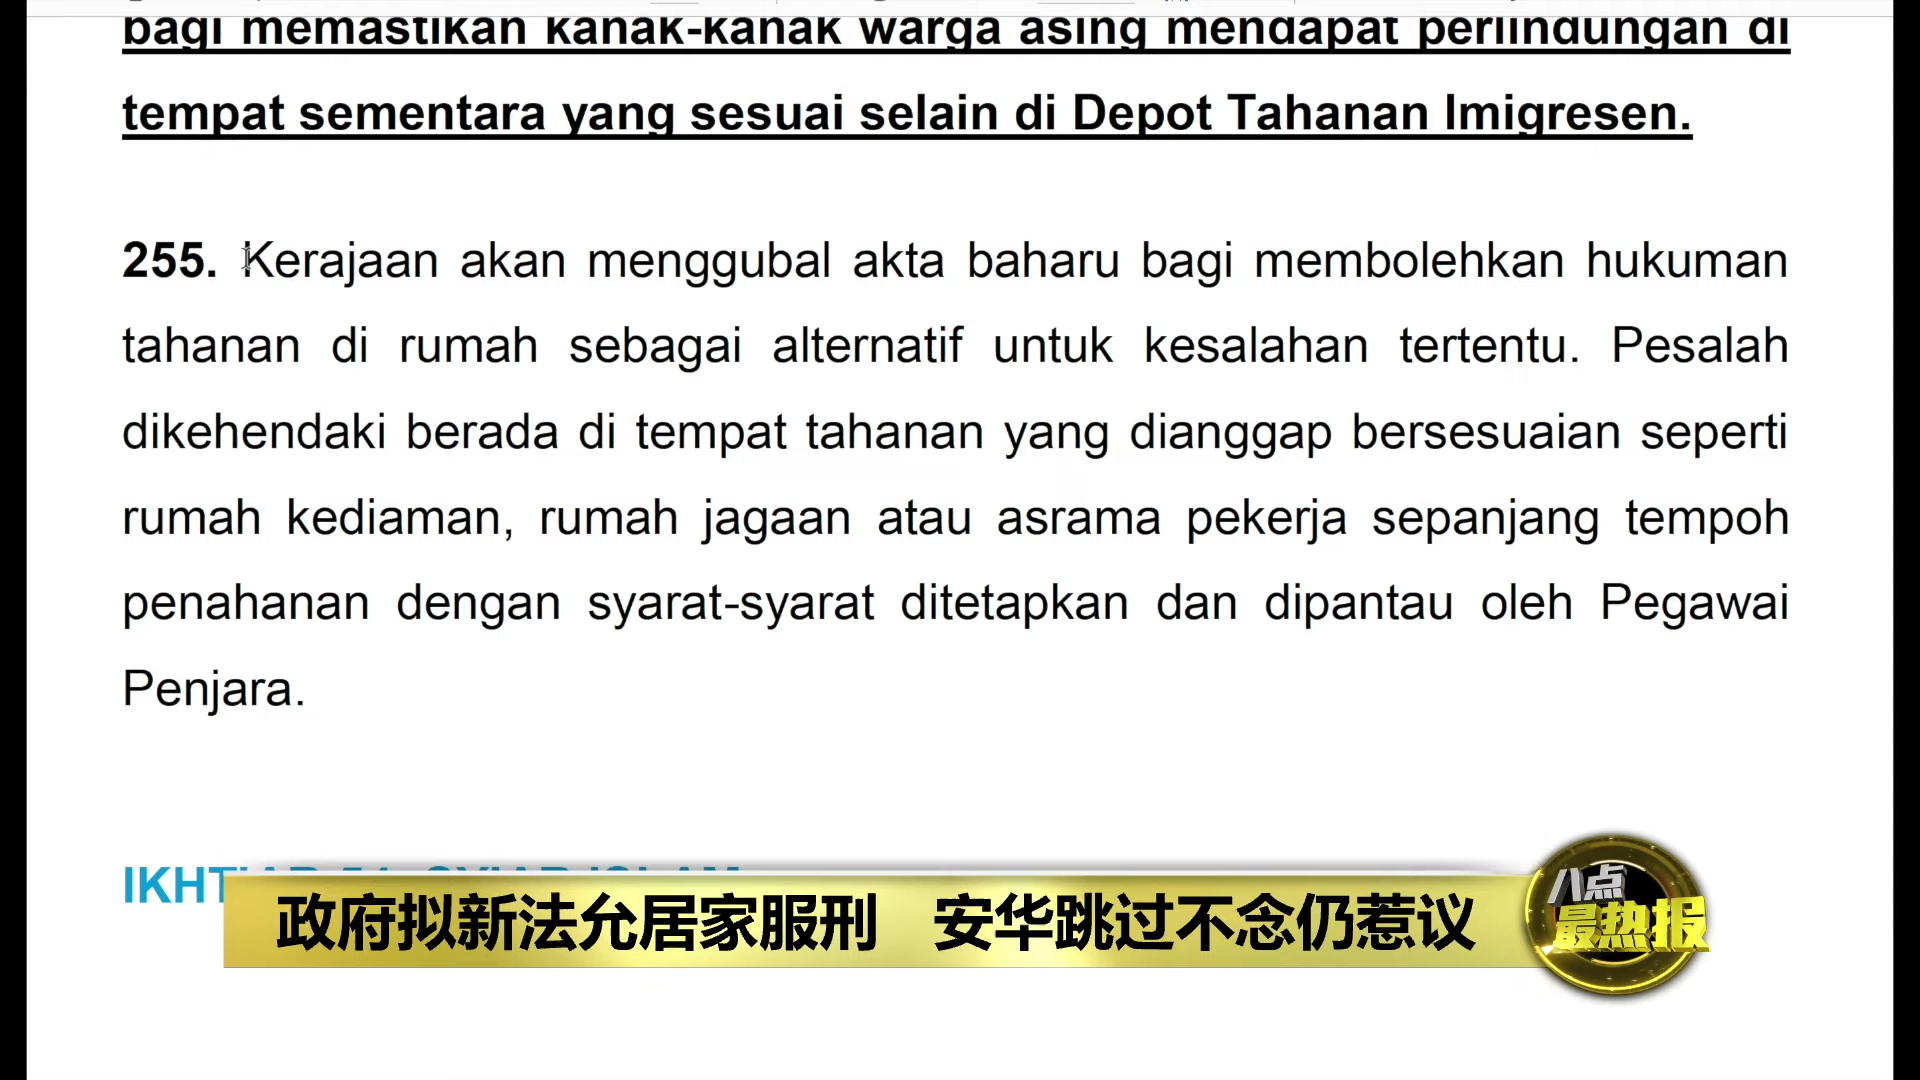 bagi memastikan kanak-kanak warga asing mendapat perlindungan di
tempat sementara yang sesuai selain di Depot Tahanan Imigresen.
255. Kerajaan akan menggubal akta baharu bagi membolehkan hukuman
tahanan di rumah sebagai alternatif untuk kesalahan tertentu. Pesalah
dikehendaki berada di tempat tahanan yang dianggap bersesuaian seperti
rumah kediaman, rumah jagaan atau asrama pekerja sepanjang tempoh
penahanan dengan syarat-syarat ditetapkan dan dipantau oleh Pegawai
Penjara.
IKHTIAR 51: SYIAR ISLAM
政府拟新法允居家服刑 安华跳过不念仍惹议
八点
最热报